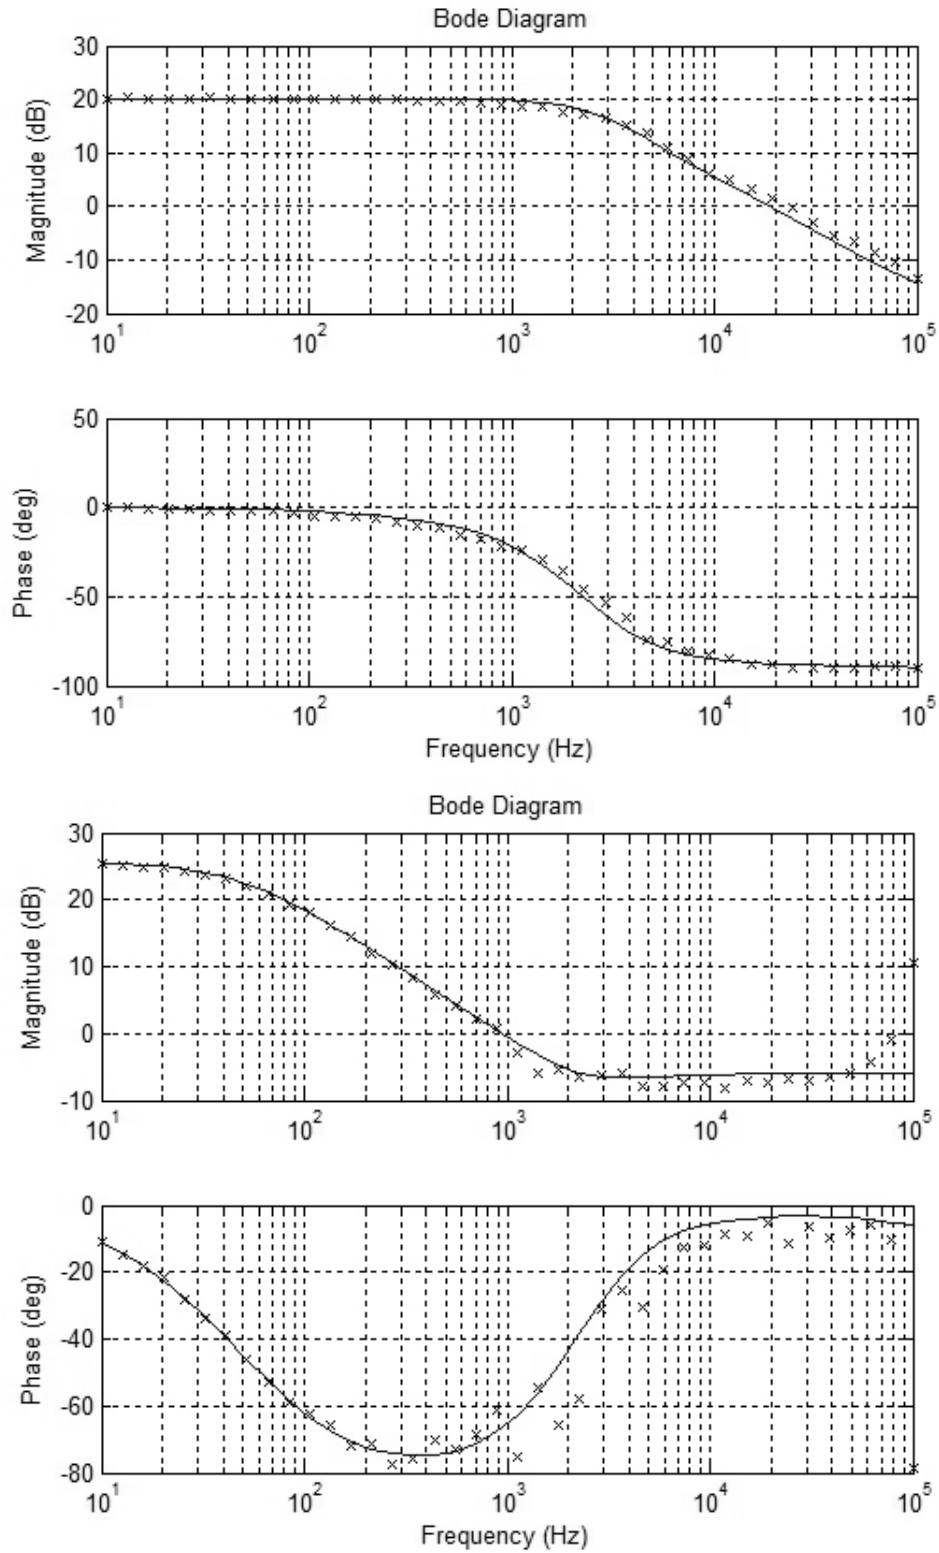 Bode Diagram
Magnitude (dB)
30
20
10
0
-10
-20
10^1 10^2 10^3 10^4 10^5
Phase (deg)
50
0
-50
-100
10^1 10^2 10^3 10^4 10^5
Frequency (Hz)
Bode Diagram
Magnitude (dB)
30
20
10
0
-10
10^1 10^2 10^3 10^4 10^5
Phase (deg)
0
-20
-40
-60
-80
10^1 10^2 10^3 10^4 10^5
Frequency (Hz)